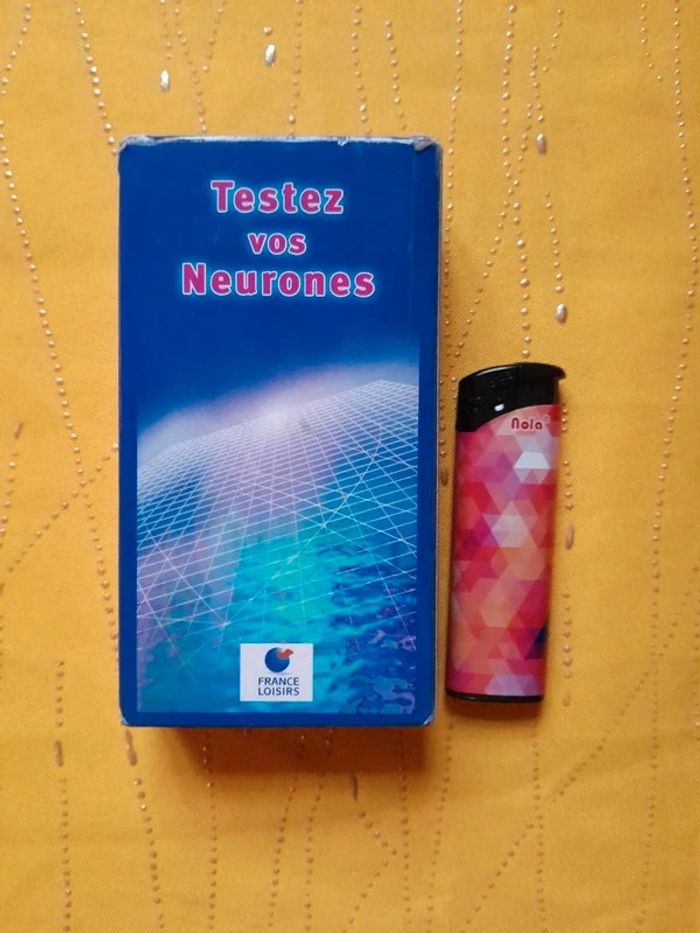 Testez
vos
Neurones
FRANCE
LOISIRS
Nola